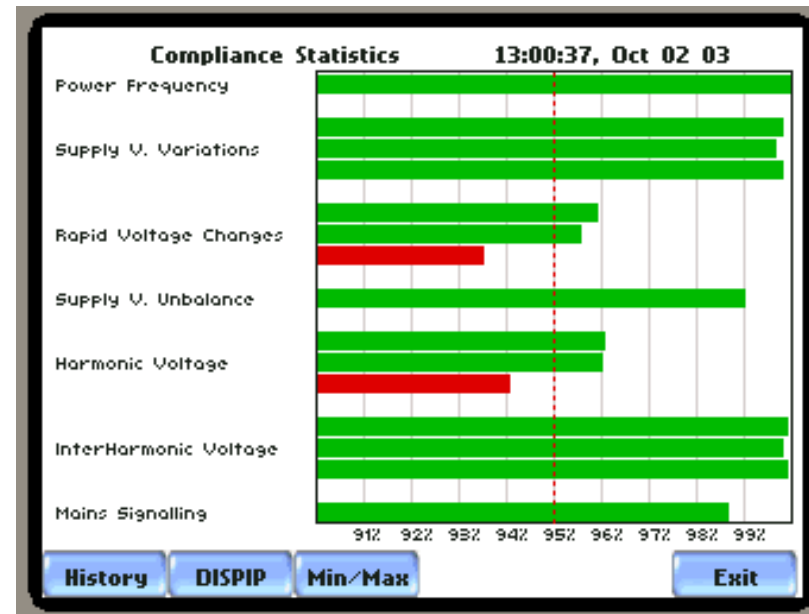 Compliance Statistics 13:00:37, Oct 02 03
Power Frequency
Supply V. Variations
Rapid Voltage Changes
Supply V. Unbalance
Harmonic Voltage
InterHarmonic Voltage
Mains Signalling
91% 92% 93% 94% 95% 96% 97% 98% 99%
History DISPIP Min/Max Exit